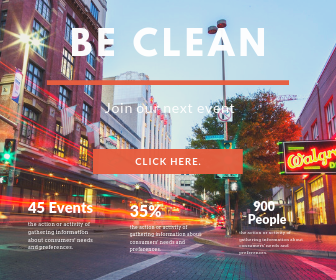 BE CLEAN
Join our next event
CLICK HERE.
45 Events
the action or activity of
gathering information
about consumers' needs
and preferences.
35%
the action or activity of
gathering information about
consumers' needs and
preferences.
900
People
the action or activity of
gathering information about
consumers' needs and
preferences.
Walgre